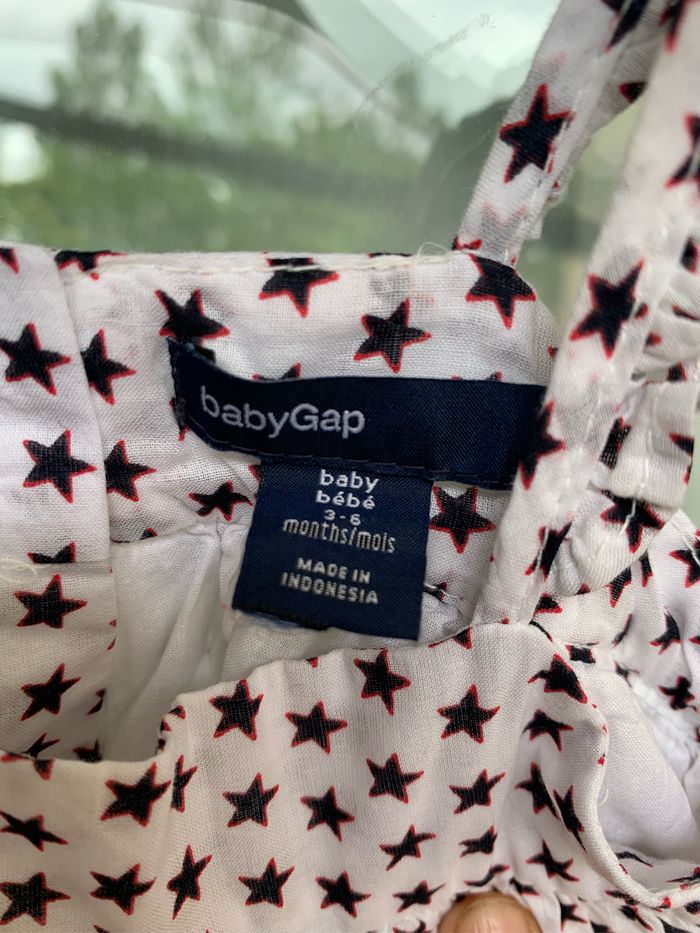 babyGap
baby
bébé
3-6
months/mois
MADE IN
INDONESIA